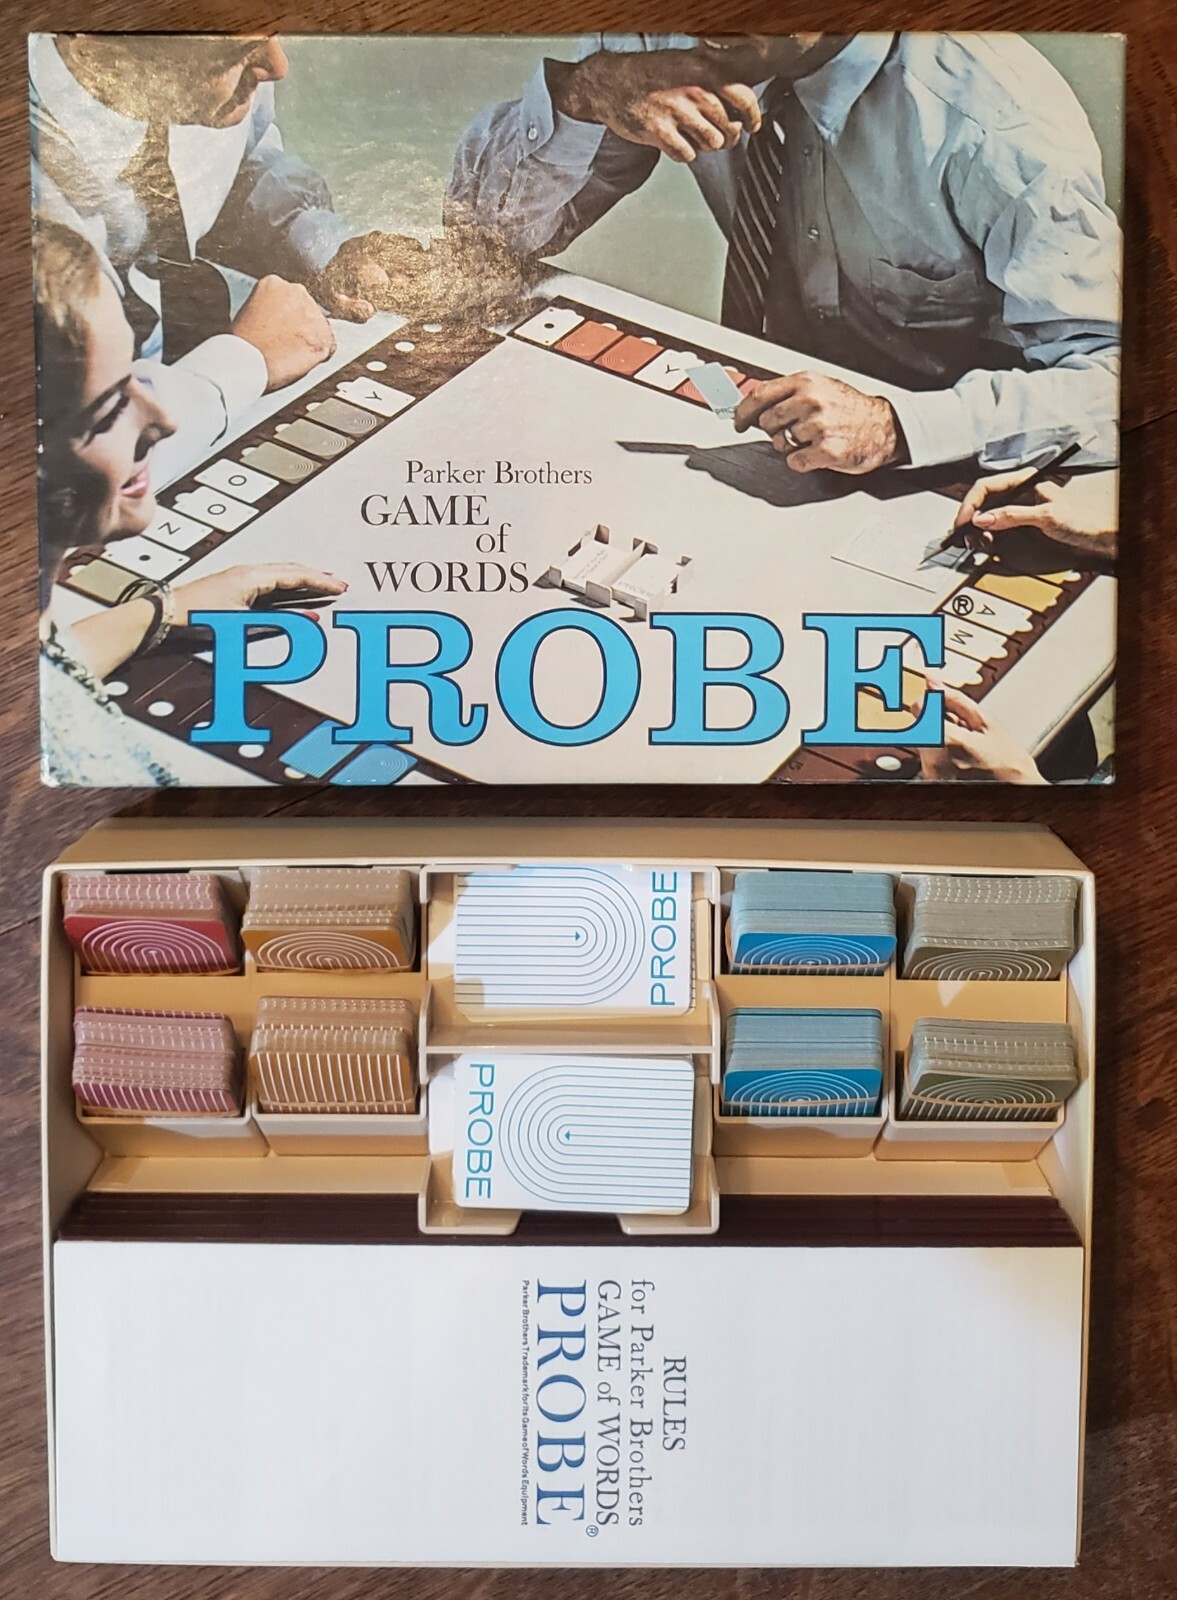 Parker Brothers
GAME
of
WORDS
PROBE
®
Y
O
O
N
Y
A
M
PROBE
PROBE
RULES
for Parker Brothers
GAME of WORDS
PROBE®
Parker Brothers Trademark for Its Game of Words Equipment